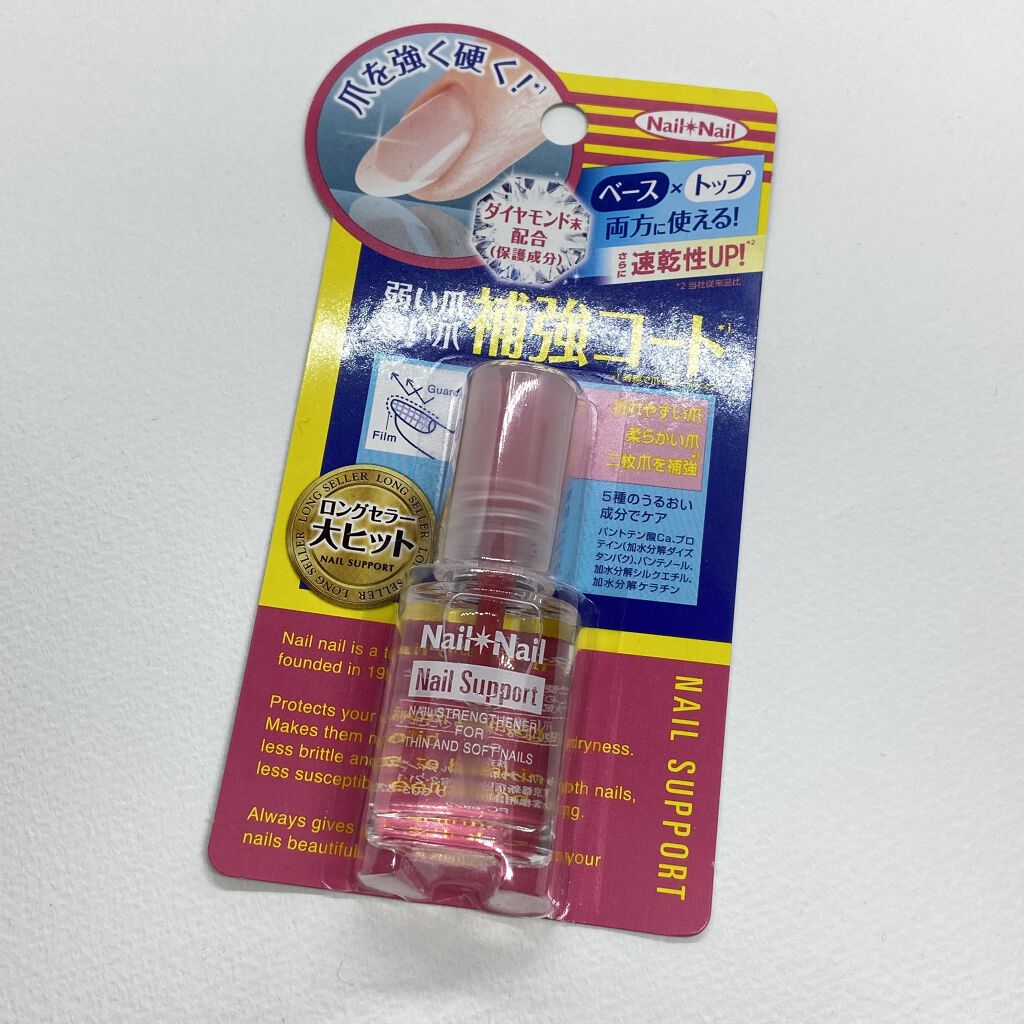 爪を強く硬く!*1
Nail Nail
ベース×トップ
両方に使える!
さらに 速乾性UP!*2
*2 当社従来品比
ダイヤモンド末
配合
(保護成分)
弱い爪
補強コート*1
Guard
Film
折れやすい爪
柔らかい爪
二枚爪を補強*1
5種のうるおい
成分でケア
パントテン酸Ca、プロ
テイン(加水分解ダイズ
タンパク)、パンテノール、
加水分解シルクエチル、
加水分解ケラチン
LONG SELLER LONG SELLER LONG SELLER LONG SELLER
ロングセラー
大ヒット
NAIL SUPPORT
Nail Nail
Nail Support
NAIL STRENGTHENER
FOR
THIN AND SOFT NAILS
Nail nail is a
founded in
Protects your dryness.
Makes them
less brittle and nails,
less
Always gives your
nails
NAIL SUPPORT